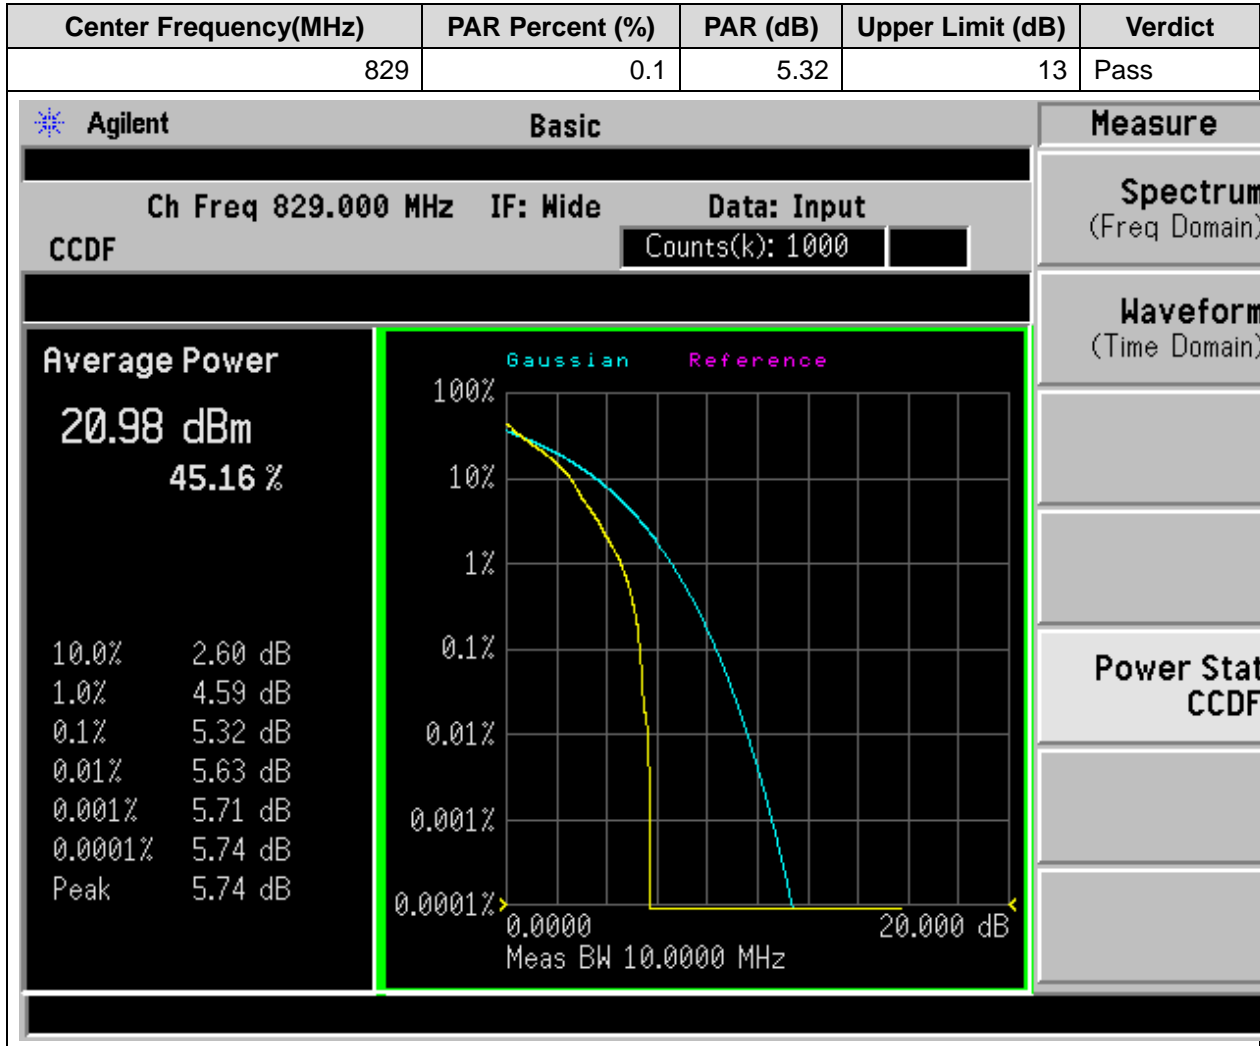 Center Frequency(MHz) PAR Percent (%) PAR (dB) Upper Limit (dB) Verdict
829 0.1 5.32 13 Pass
Agilent Basic Measure
Ch Freq 829.000 MHz IF: Wide Data: Input
CCDF Counts(k): 1000
Spectrum
(Freq Domain)
Waveform
(Time Domain)
Power Stat
CCDF
Average Power
20.98 dBm
45.16 %
10.0% 2.60 dB
1.0% 4.59 dB
0.1% 5.32 dB
0.01% 5.63 dB
0.001% 5.71 dB
0.0001% 5.74 dB
Peak 5.74 dB
Gaussian Reference
100%
10%
1%
0.1%
0.01%
0.001%
0.0001%
0.0000 20.000 dB
Meas BW 10.0000 MHz